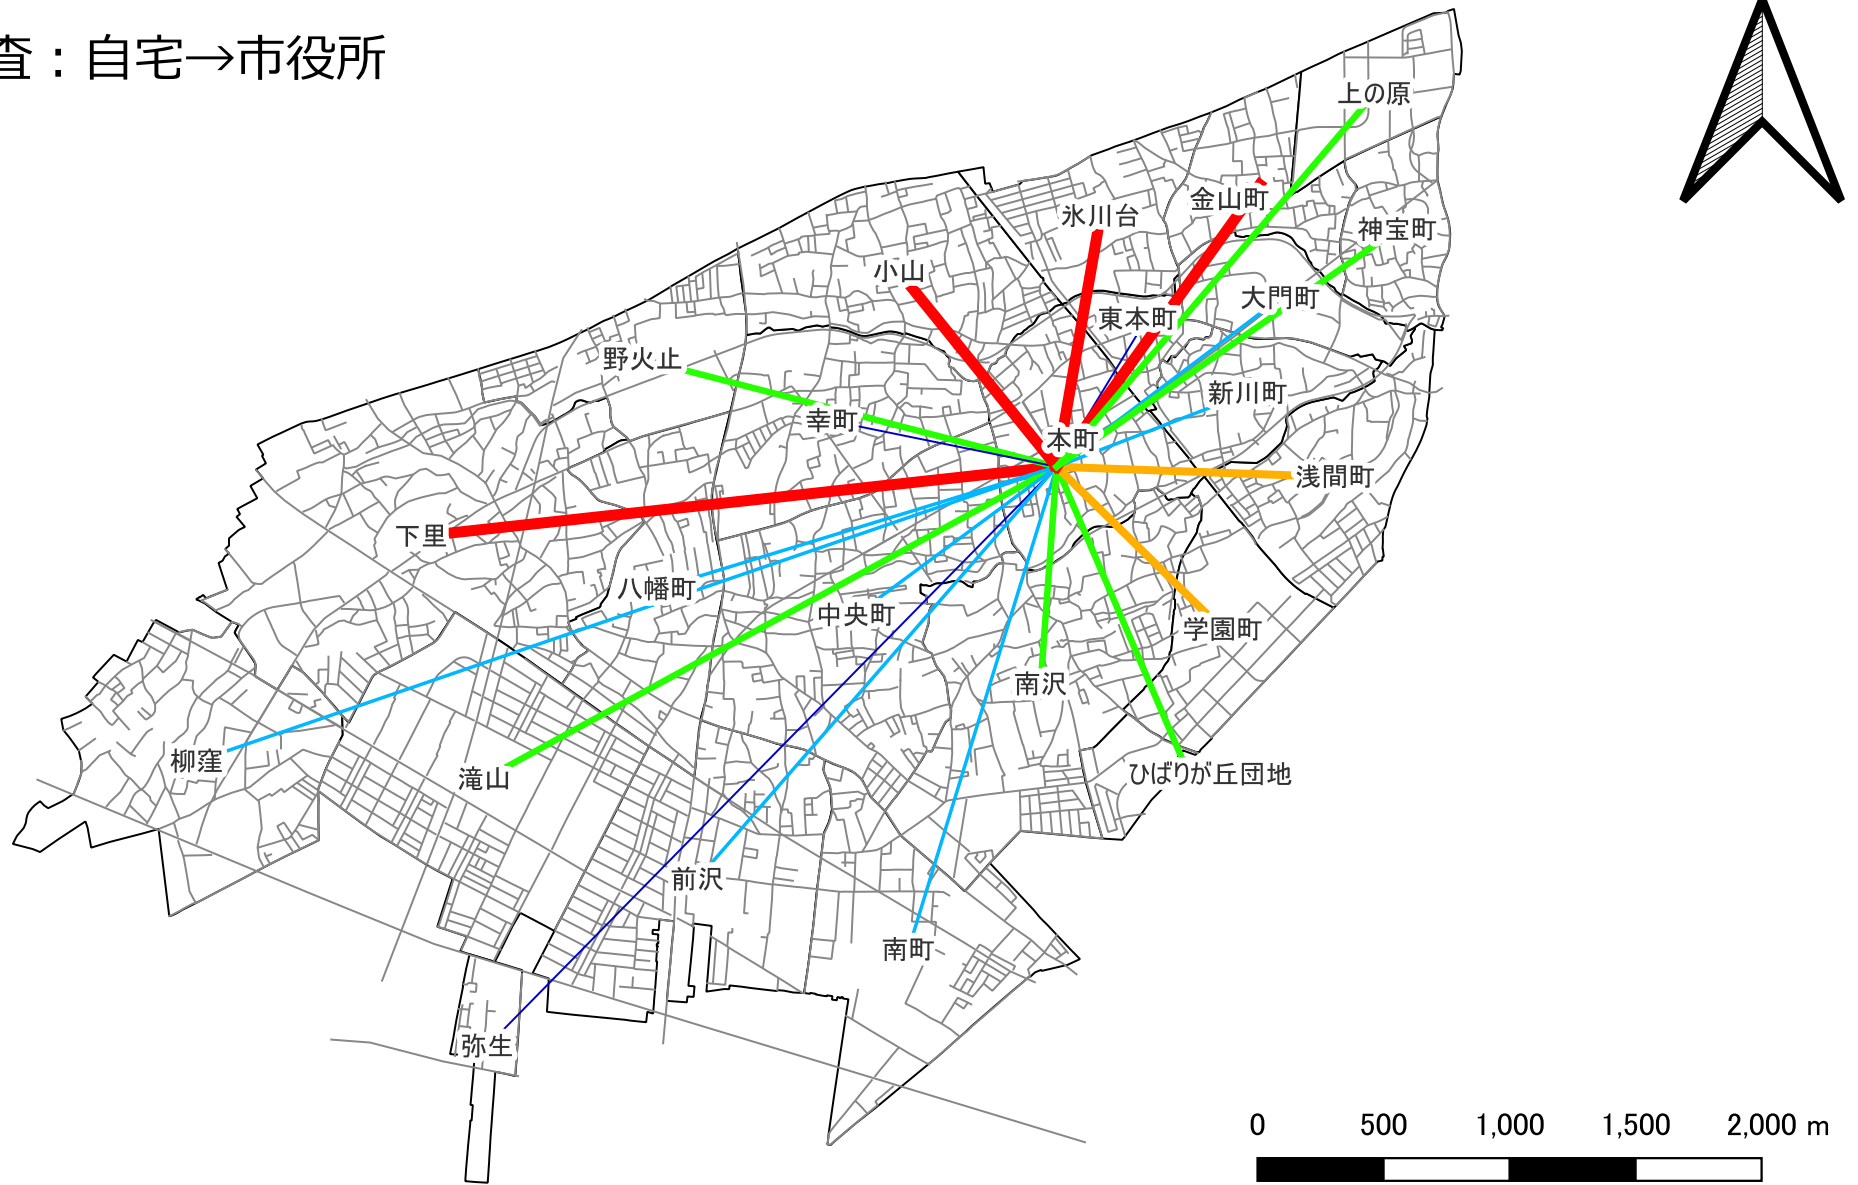 査：自宅→市役所
上の原
金山町
氷川台
神宝町
小山
大門町
東本町
野火止
新川町
幸町
本町
浅間町
下里
八幡町
中央町
学園町
南沢
柳窪
滝山
ひばりが丘団地
前沢
南町
弥生
0 500 1,000 1,500 2,000 m